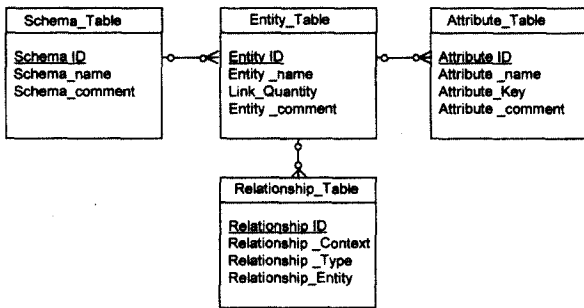 Schema_Table
Schema ID
Schema_name
Schema_comment
Entity_Table
Entity ID
Entity _name
Link_Quantity
Entity _comment
Attribute_Table
Attribute ID
Attribute _name
Attribute_Key
Attribute _comment
Relationship_Table
Relationship ID
Relationship _Context
Relationship _Type
Relationship_Entity